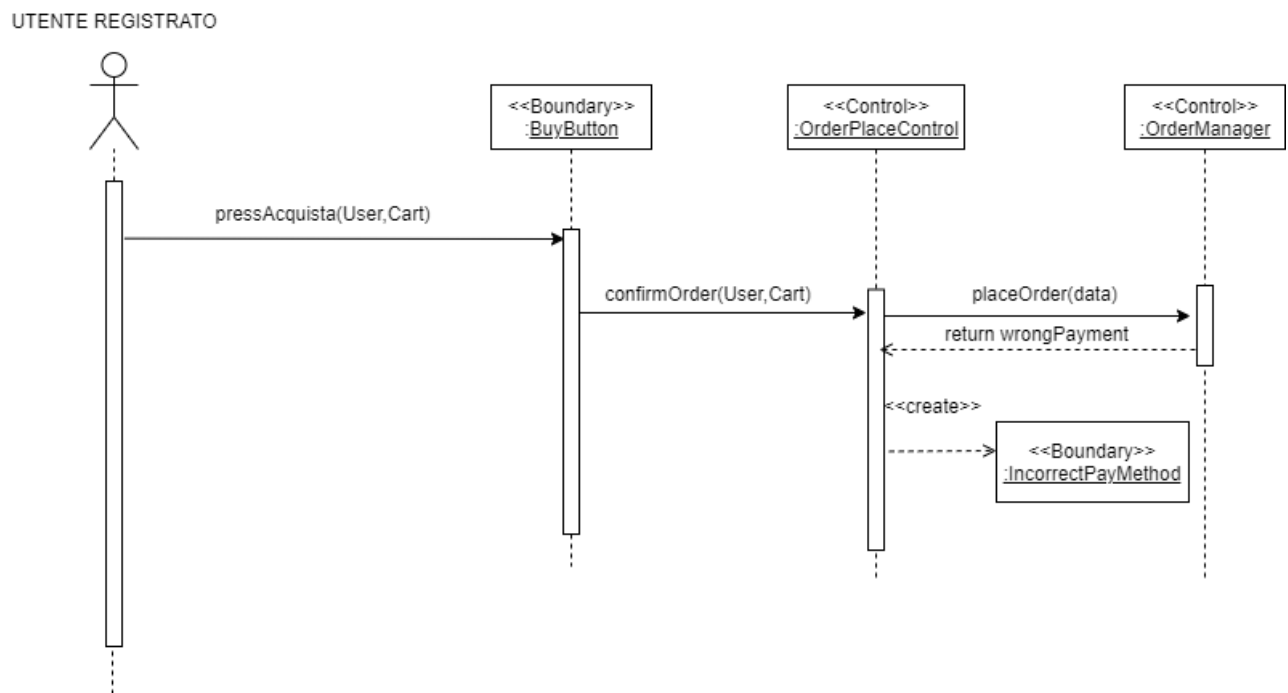 UTENTE REGISTRATO
<<Boundary>>
:BuyButton
<<Control>>
:OrderPlaceControl
<<Control>>
:OrderManager
pressAcquista(User,Cart)
confirmOrder(User,Cart)
placeOrder(data)
return wrongPayment
<<create>>
<<Boundary>>
:IncorrectPayMethod